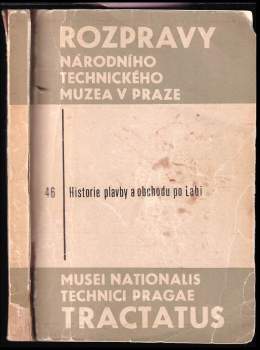 ROZPRAVY
NÁRODNÍHO
TECHNICKÉHO
MUZEA V PRAZE
46 Historie plavby a obchodu po Labi
MUSEI NATIONALIS
TECHNICI PRAGAE
TRACTATUS